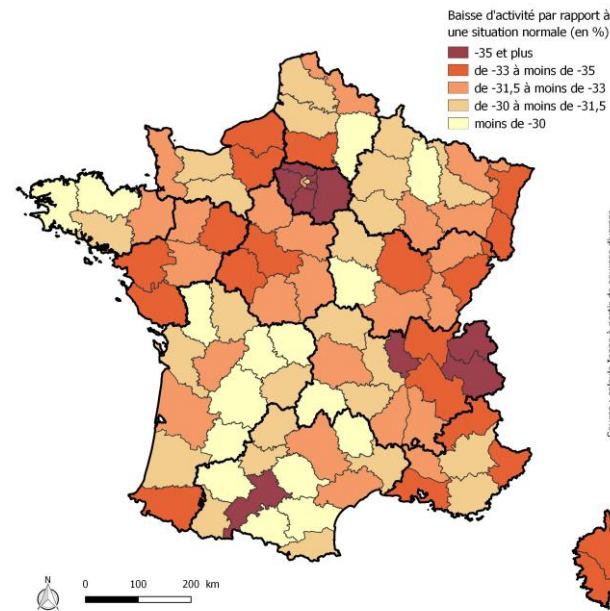 Baisse d'activité par rapport à
une situation normale (en %)
-35 et plus
de -33 à moins de -35
de -31,5 à moins de -33
de -30 à moins de -31,5
moins de -30
N
0 100 200 km